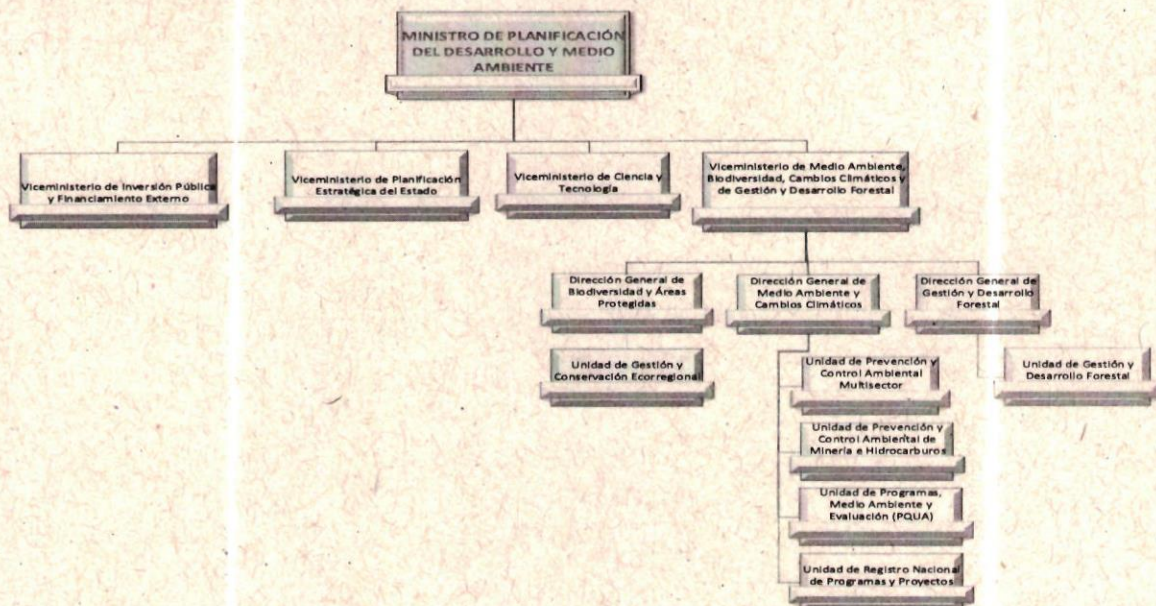 MINISTRO DE PLANIFICACIÓN
DEL DESARROLLO Y MEDIO
AMBIENTE
Viceministerio de Inversión Pública
y Financiamiento Externo
Viceministerio de Planificación
Estratégica del Estado
Viceministerio de Ciencia y
Tecnología
Viceministerio de Medio Ambiente,
Biodiversidad, Cambios Climáticos y
de Gestión y Desarrollo Forestal
Dirección General de
Biodiversidad y Áreas
Protegidas
Dirección General de
Medio Ambiente y
Cambios Climáticos
Dirección General de
Gestión y Desarrollo
Forestal
Unidad de Gestión y
Conservación Ecorregional
Unidad de Prevención y
Control Ambiental
Multisector
Unidad de Gestión y
Desarrollo Forestal
Unidad de Prevención y
Control Ambiental de
Minería e Hidrocarburos
Unidad de Programas,
Medio Ambiente y
Evaluación (PQUA)
Unidad de Registro Nacional
de Programas y Proyectos